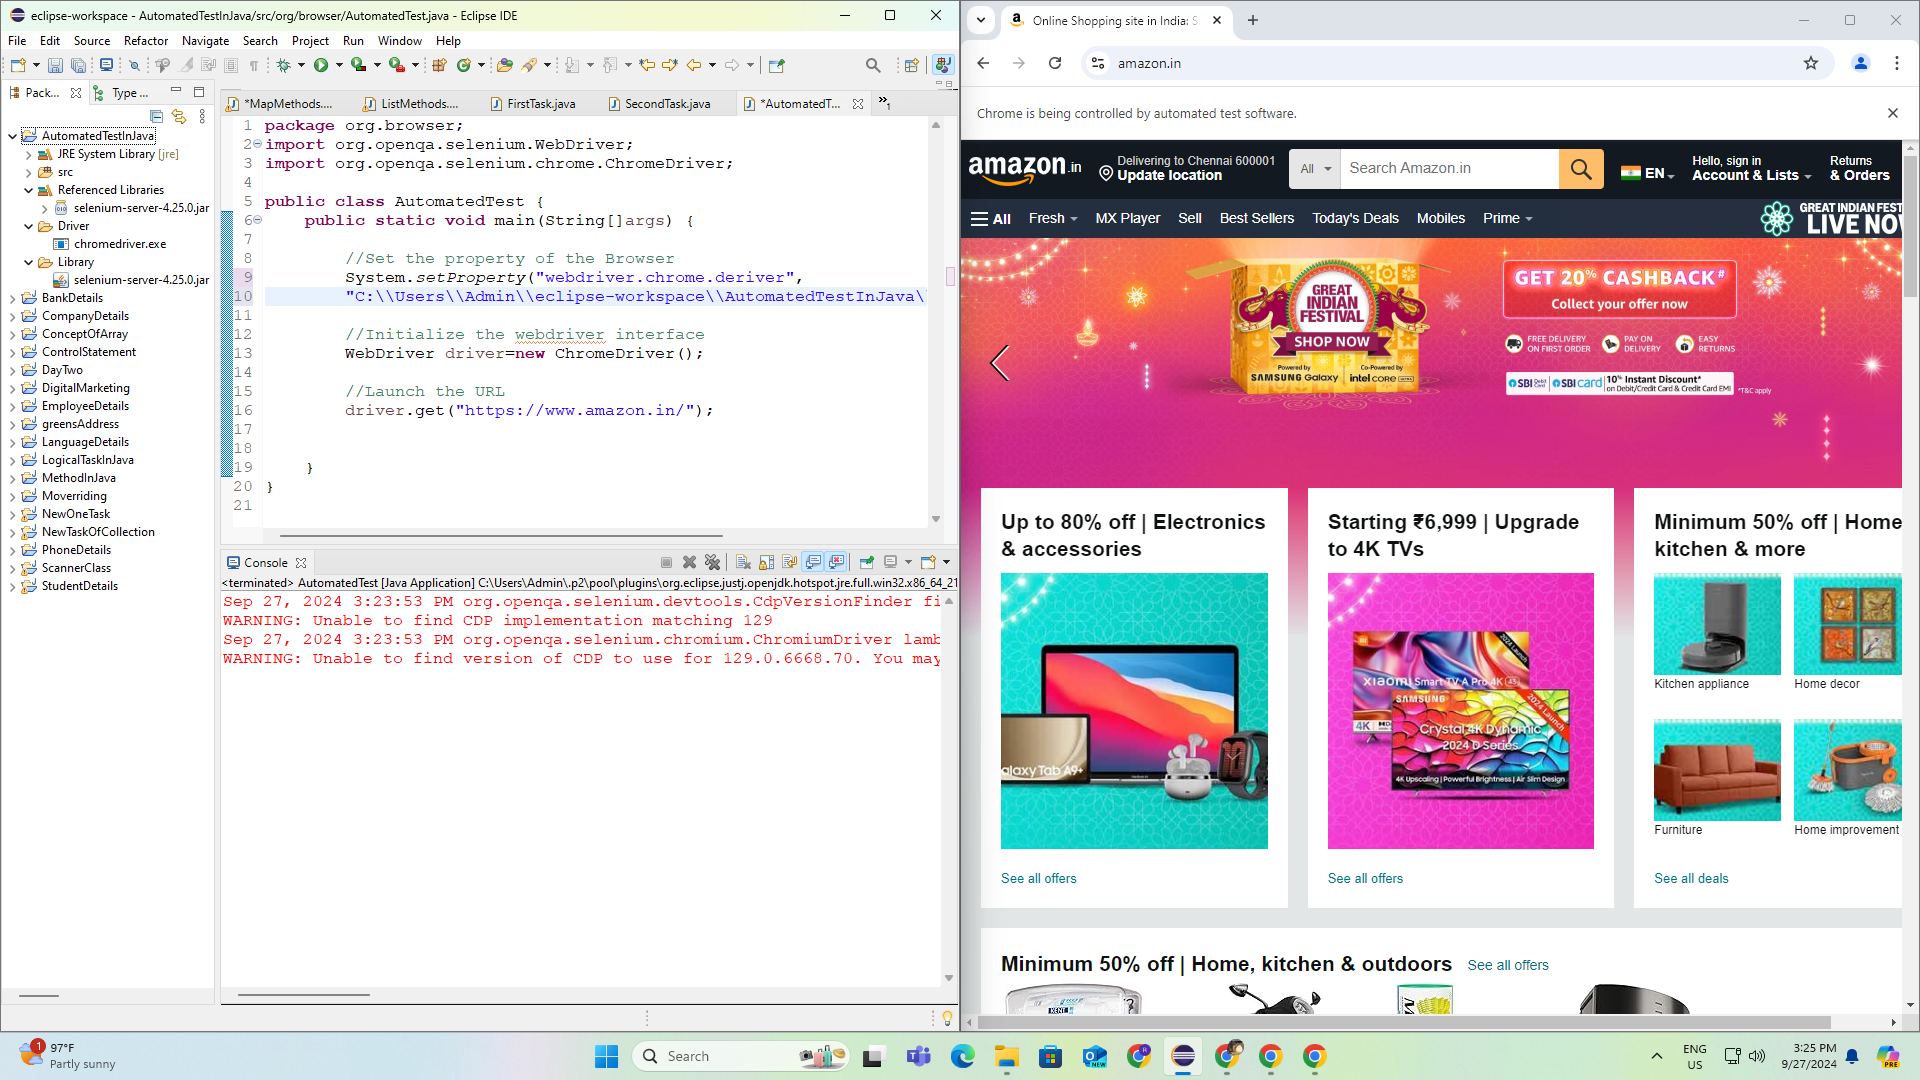 eclipse-workspace - AutomatedTestInJava/src/org/browser/AutomatedTest.java - Eclipse IDE
File Edit Source Refactor Navigate Search Project Run Window Help
Pack... Type ...
AutomatedTestInJava
JRE System Library [jre]
src
Referenced Libraries
selenium-server-4.25.0.jar
Driver
chromedriver.exe
Library
selenium-server-4.25.0.jar
BankDetails
CompanyDetails
ConceptOfArray
ControlStatement
DayTwo
DigitalMarketing
EmployeeDetails
greensAddress
LanguageDetails
LogicalTaskInJava
MethodInJava
Moverriding
NewOneTask
NewTaskOfCollection
PhoneDetails
ScannerClass
StudentDetails
*MapMethods.... ListMethods.... FirstTask.java SecondTask.java *AutomatedT... »1
1 package org.browser;
2 import org.openqa.selenium.WebDriver;
3 import org.openqa.selenium.chrome.ChromeDriver;
4
5 public class AutomatedTest {
6 public static void main(String[]args) {
7
8 //Set the property of the Browser
9 System.setProperty("webdriver.chrome.deriver",
10 "C:\\Users\\Admin\\eclipse-workspace\\AutomatedTestInJava\
11
12 //Initialize the webdriver interface
13 WebDriver driver=new ChromeDriver();
14
15 //Launch the URL
16 driver.get("https://www.amazon.in/");
17
18
19 }
20 }
21
Console
<terminated> AutomatedTest [Java Application] C:\Users\Admin\.p2\pool\plugins\org.eclipse.justj.openjdk.hotspot.jre.full.win32.x86_64_21
Sep 27, 2024 3:23:53 PM org.openqa.selenium.devtools.CdpVersionFinder fi
WARNING: Unable to find CDP implementation matching 129
Sep 27, 2024 3:23:53 PM org.openqa.selenium.chromium.ChromiumDriver lamb
WARNING: Unable to find version of CDP to use for 129.0.6668.70. You may
Online Shopping site in India: S
amazon.in
Chrome is being controlled by automated test software.
amazon.in
Delivering to Chennai 600001
Update location
All
Search Amazon.in
EN
Hello, sign in
Account & Lists
Returns
& Orders
All Fresh MX Player Sell Best Sellers Today's Deals Mobiles Prime
GREAT INDIAN FEST
LIVE NOW
GREAT
INDIAN
FESTIVAL
SHOP NOW
Powered by
SAMSUNG Galaxy
Co-Powered by
intel CORE ULTRA
GET 20% CASHBACK#
Collect your offer now
FREE DELIVERY
ON FIRST ORDER
PAY ON
DELIVERY
EASY
RETURNS
SBI Debit Card SBI card 10% Instant Discount*
on Debit/Credit Card & Credit Card EMI
*T&C apply
Up to 80% off | Electronics
& accessories
alaxy Tab A9+
See all offers
Starting ₹6,999 | Upgrade
to 4K TVs
2024 Launch
xiaomi Smart TV A Pro 4K 43
SAMSUNG
2024 Launch
4K
Crystal 4K Dynamic
2024 D Series
4K Upscaling | Powerful Brightness | Air Slim Design
See all offers
Minimum 50% off | Home
kitchen & more
Kitchen appliance
Home decor
Furniture
Home improvement
See all deals
Minimum 50% off | Home, kitchen & outdoors See all offers
KENT
1
97°F
Partly sunny
Search
NEW
R
ENG
US
3:25 PM
9/27/2024
PRE